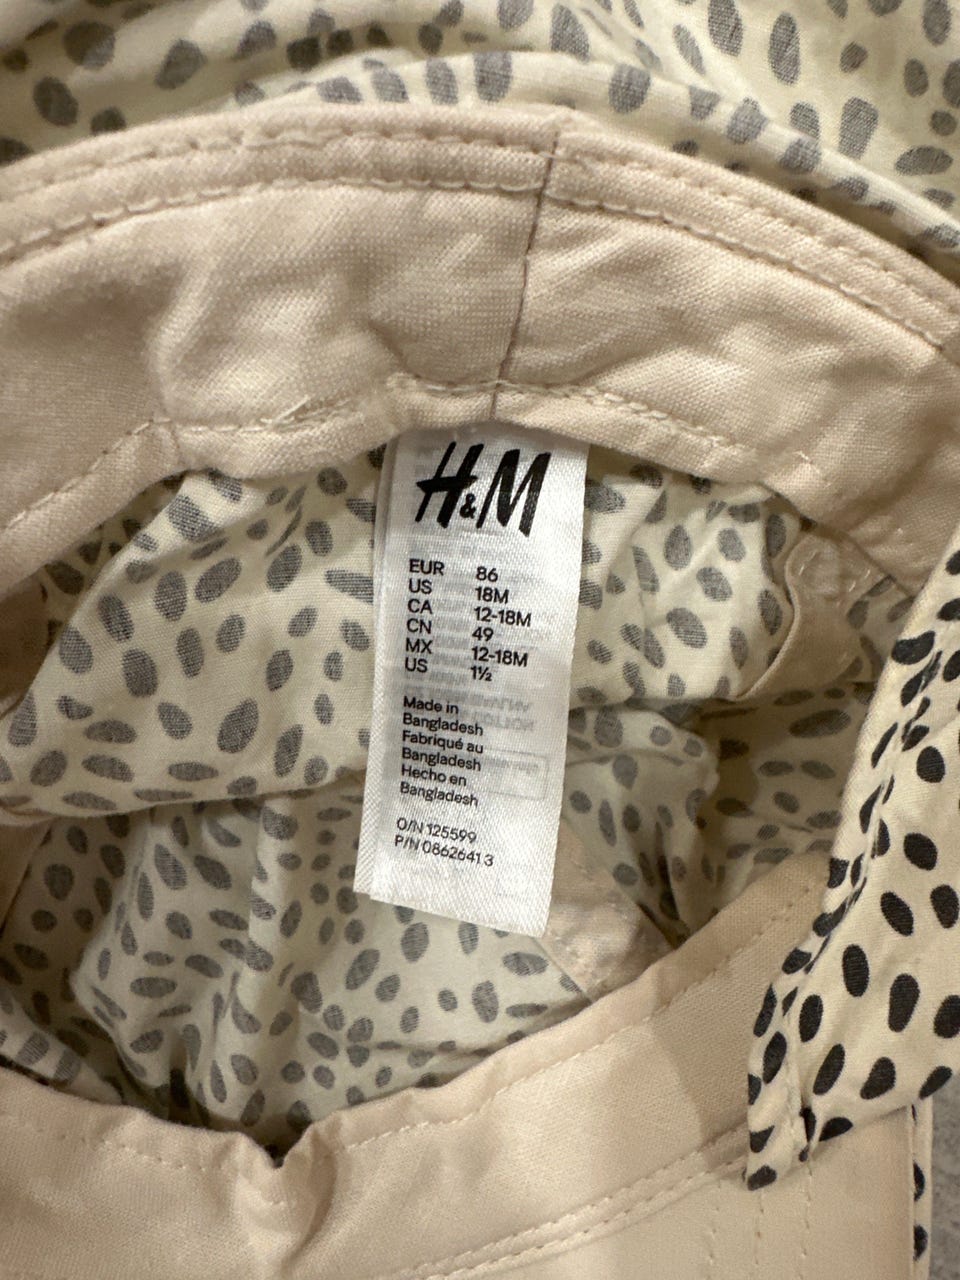 H&M
EUR 86
US 18M
CA 12-18M
CN 49
MX 12-18M
US 1½
Made in
Bangladesh
Fabriqué au
Bangladesh
Hecho en
Bangladesh
O/N 125599
P/N 08626413